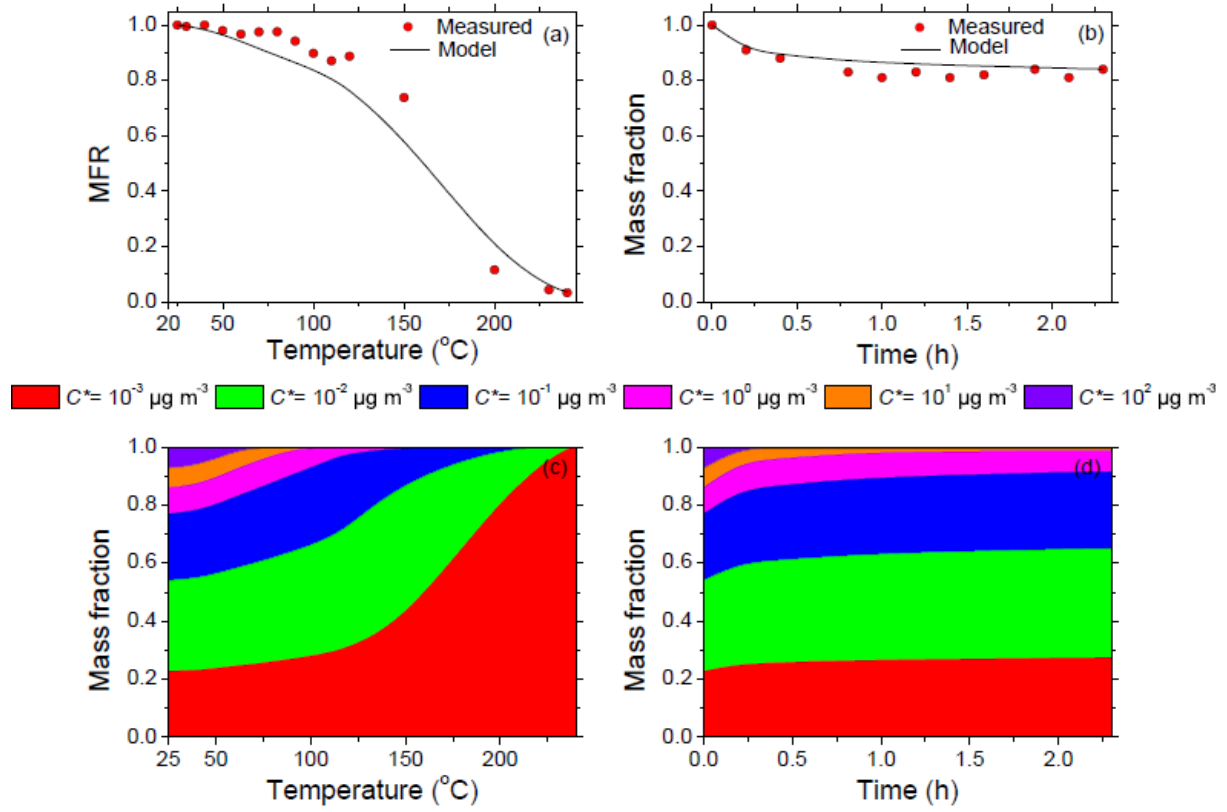 1.0
0.8
0.6
0.4
0.2
0.0
MFR
20 50 100 150 200
Temperature (°C)
Measured
Model
(a)
1.0
0.8
0.6
0.4
0.2
0.0
Mass fraction
0.0 0.5 1.0 1.5 2.0
Time (h)
Measured
Model
(b)
C*= 10⁻³ µg m⁻³ C*= 10⁻² µg m⁻³ C*= 10⁻¹ µg m⁻³ C*= 10⁰ µg m⁻³ C*= 10¹ µg m⁻³ C*= 10² µg m⁻³
1.0
0.8
0.6
0.4
0.2
0.0
Mass fraction
25 50 100 150 200
Temperature (°C)
(c)
1.0
0.8
0.6
0.4
0.2
0.0
Mass fraction
0.0 0.5 1.0 1.5 2.0
Time (h)
(d)